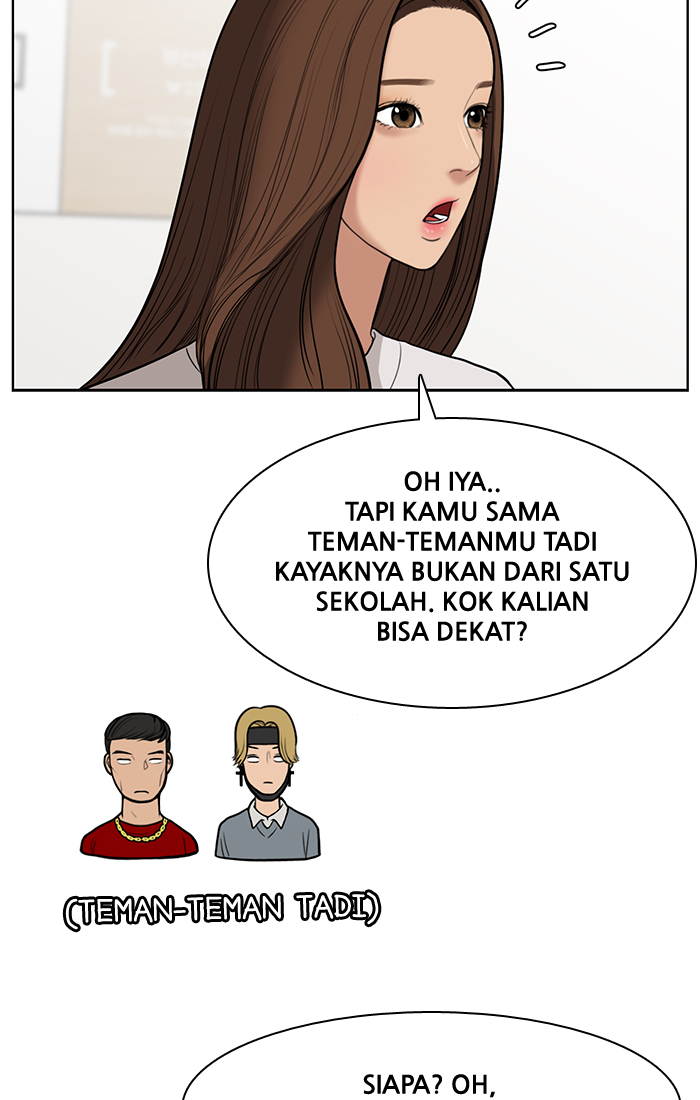 OH IYA..
TAPI KAMU SAMA
TEMAN-TEMANMU TADI
KAYAKNYA BUKAN DARI SATU
SEKOLAH. KOK KALIAN
BISA DEKAT?
(TEMAN-TEMAN TADI)
SIAPA? OH,